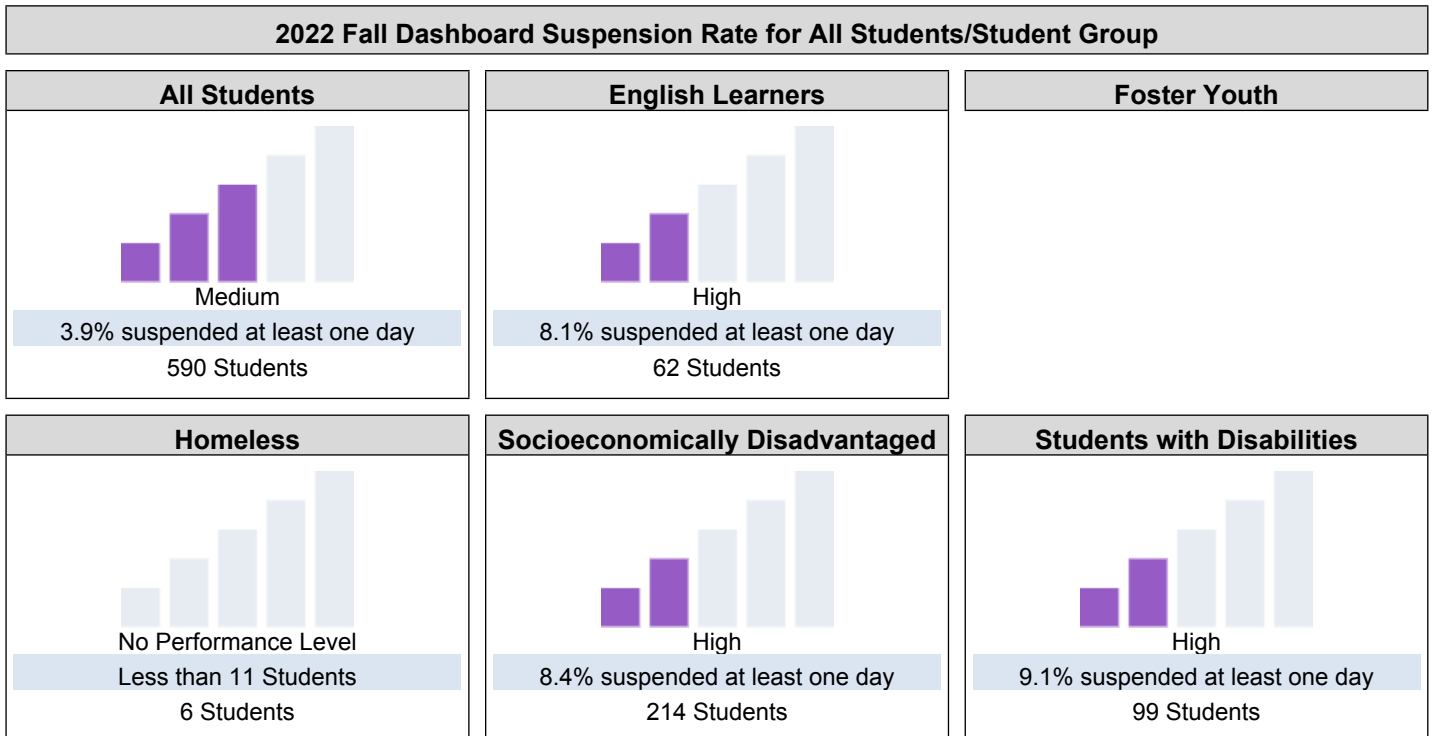 2022 Fall Dashboard Suspension Rate for All Students/Student Group
All Students
Medium
3.9% suspended at least one day
590 Students
English Learners
High
8.1% suspended at least one day
62 Students
Foster Youth
Homeless
No Performance Level
Less than 11 Students
6 Students
Socioeconomically Disadvantaged
High
8.4% suspended at least one day
214 Students
Students with Disabilities
High
9.1% suspended at least one day
99 Students